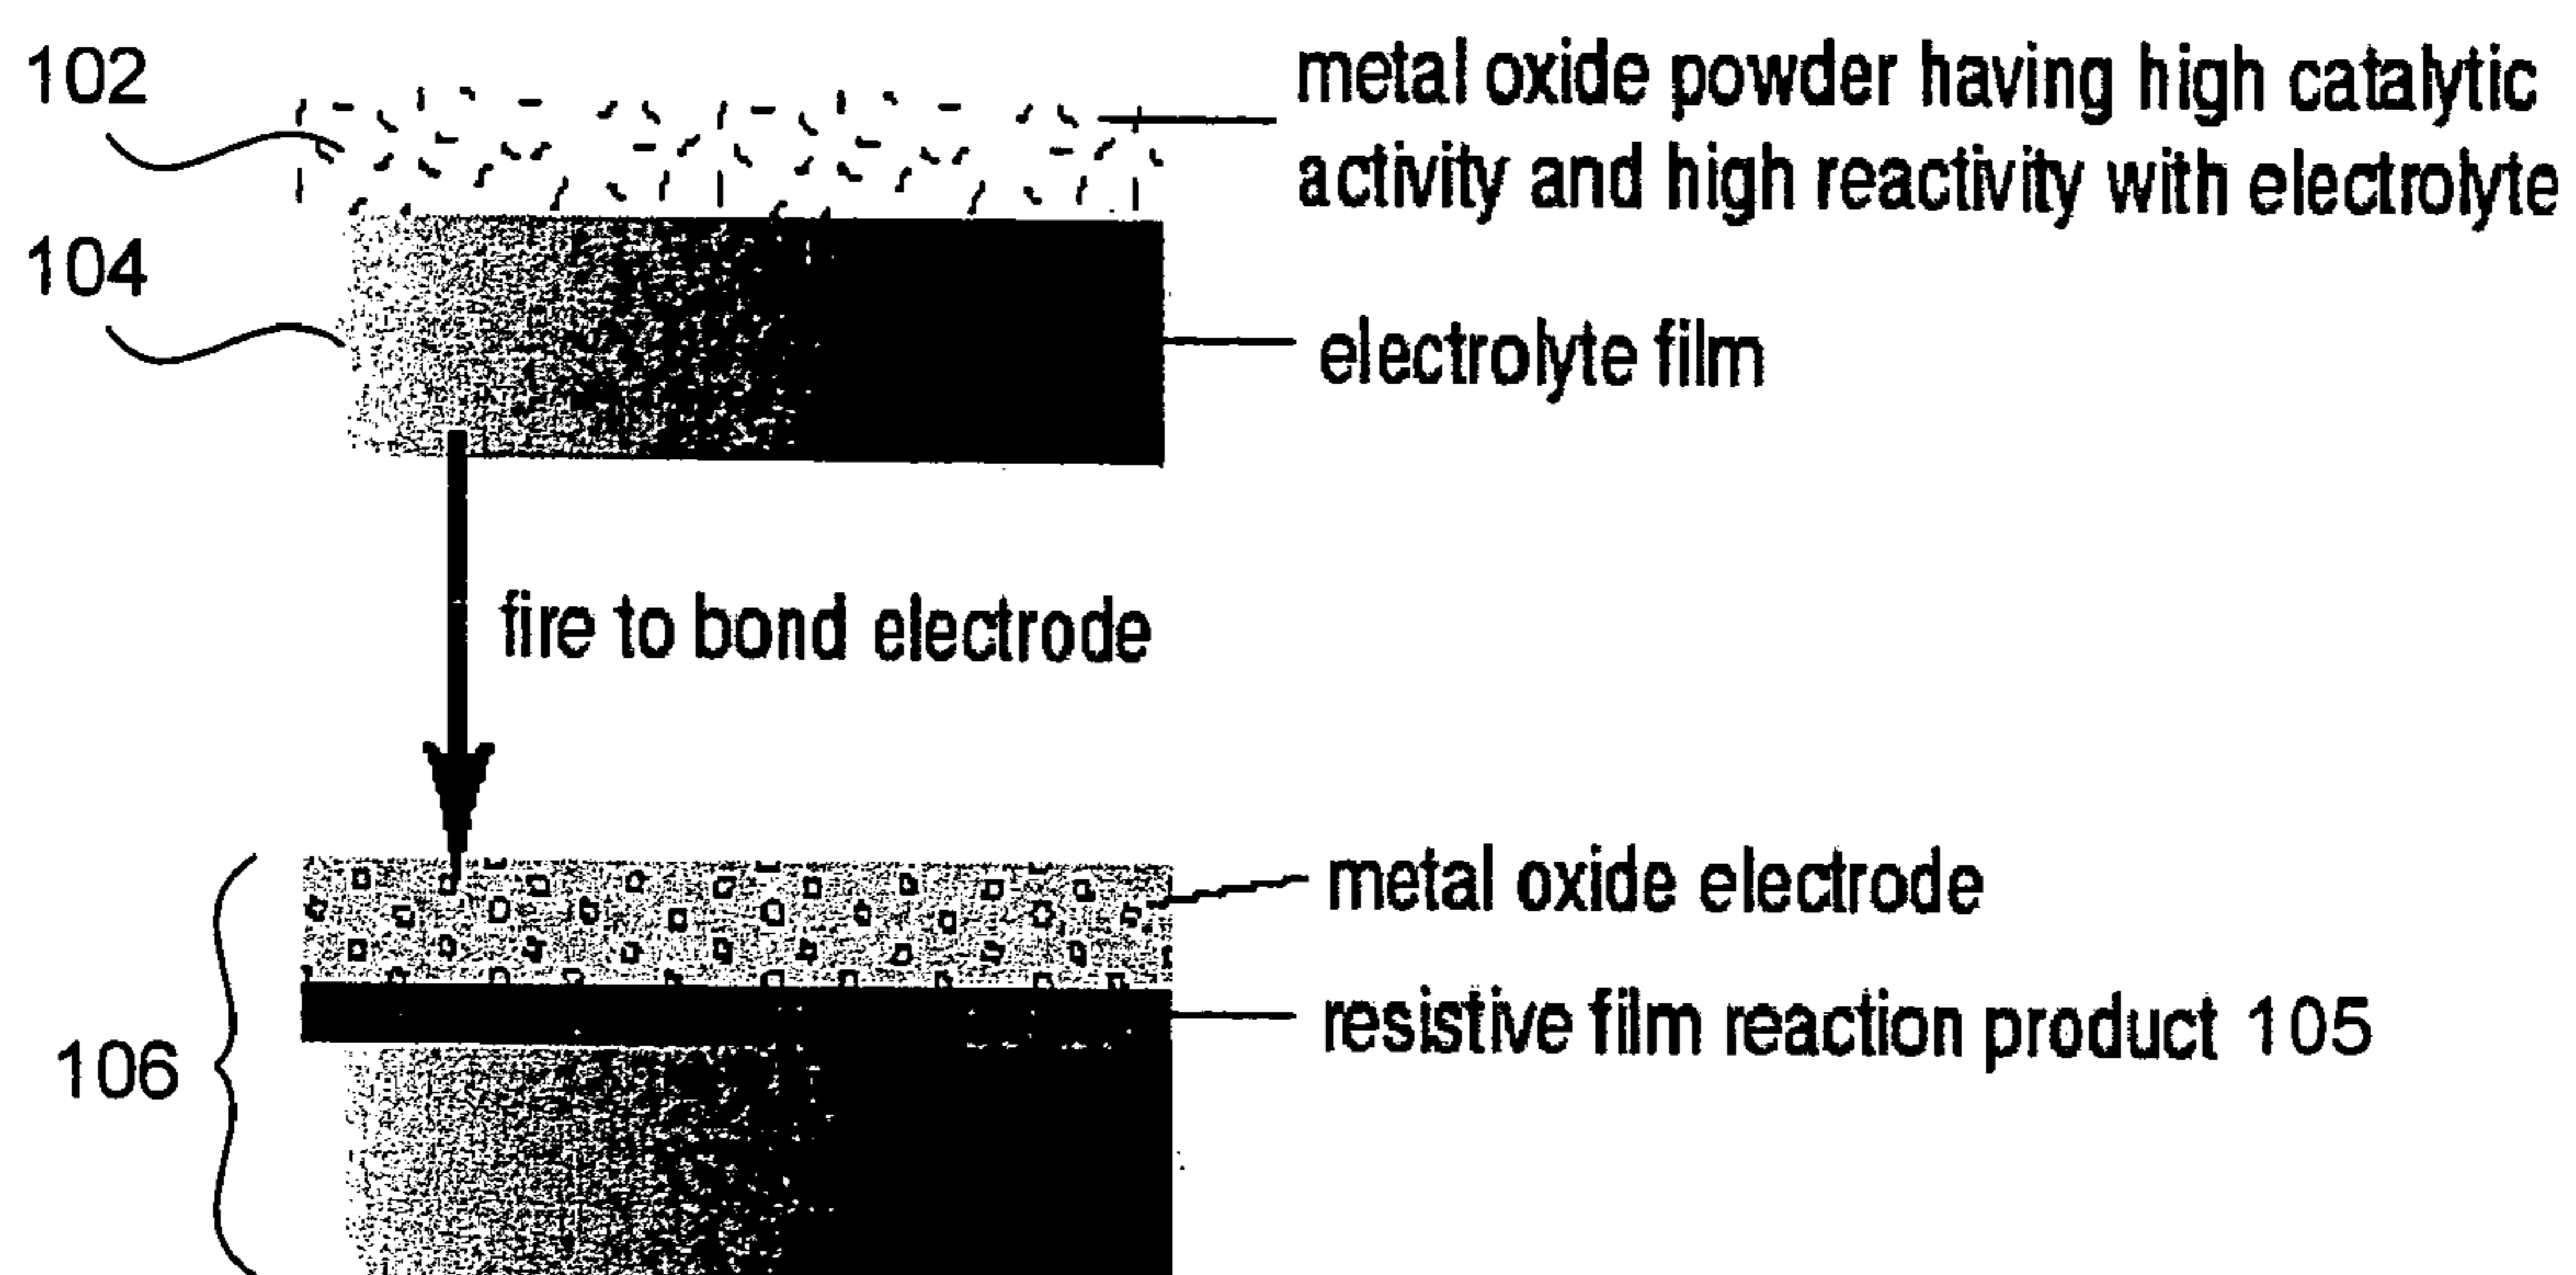 102
metal oxide powder having high catalytic
activity and high reactivity with electrolyte
104
electrolyte film
fire to bond electrode
metal oxide electrode
resistive film reaction product 105
106